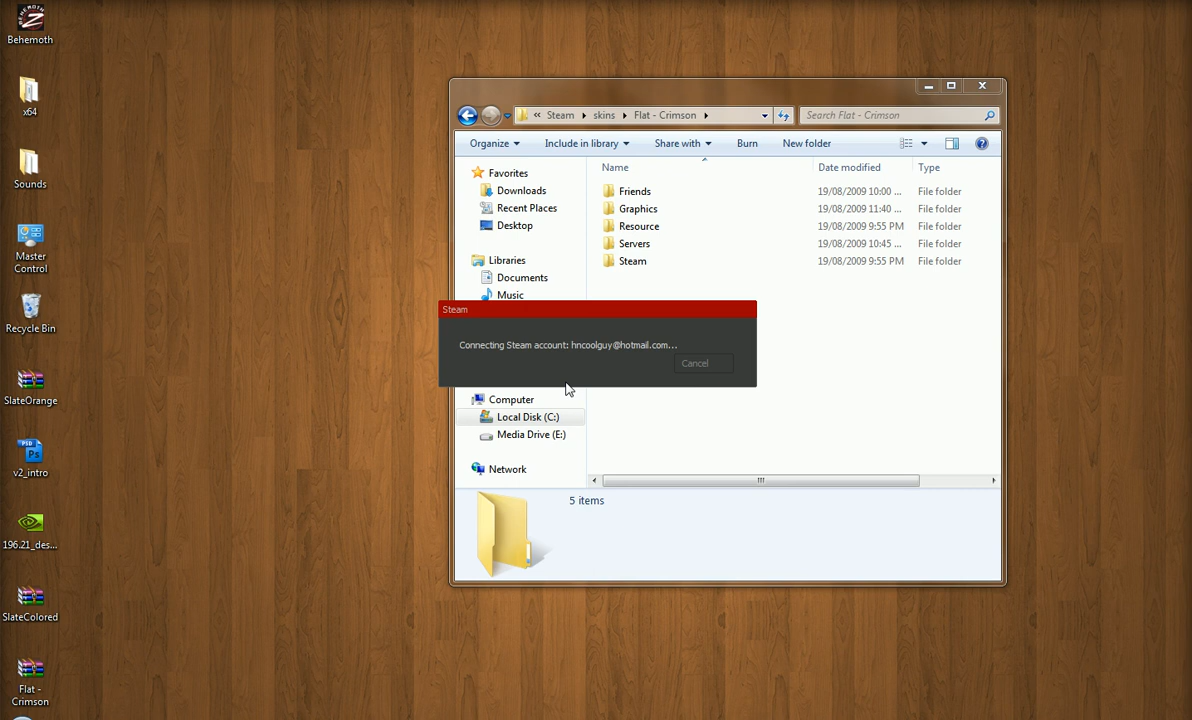 Behemoth
x64
Sounds
Master
Control
Recycle Bin
SlateOrange
v2_intro
196.21_des...
SlateColored
Flat -
Crimson
« Steam skins Flat - Crimson
Search Flat - Crimson
Organize Include in library Share with Burn New folder
Name Date modified Type
Favorites
Downloads
Recent Places
Desktop
Libraries
Documents
Music
Friends 19/08/2009 10:00 ... File folder
Graphics 19/08/2009 11:40 ... File folder
Resource 19/08/2009 9:55 PM File folder
Servers 19/08/2009 10:45 ... File folder
Steam 19/08/2009 9:55 PM File folder
Steam
Connecting Steam account: hncoolguy@hotmail.com...
Cancel
Computer
Local Disk (C:)
Media Drive (E:)
Network
5 items